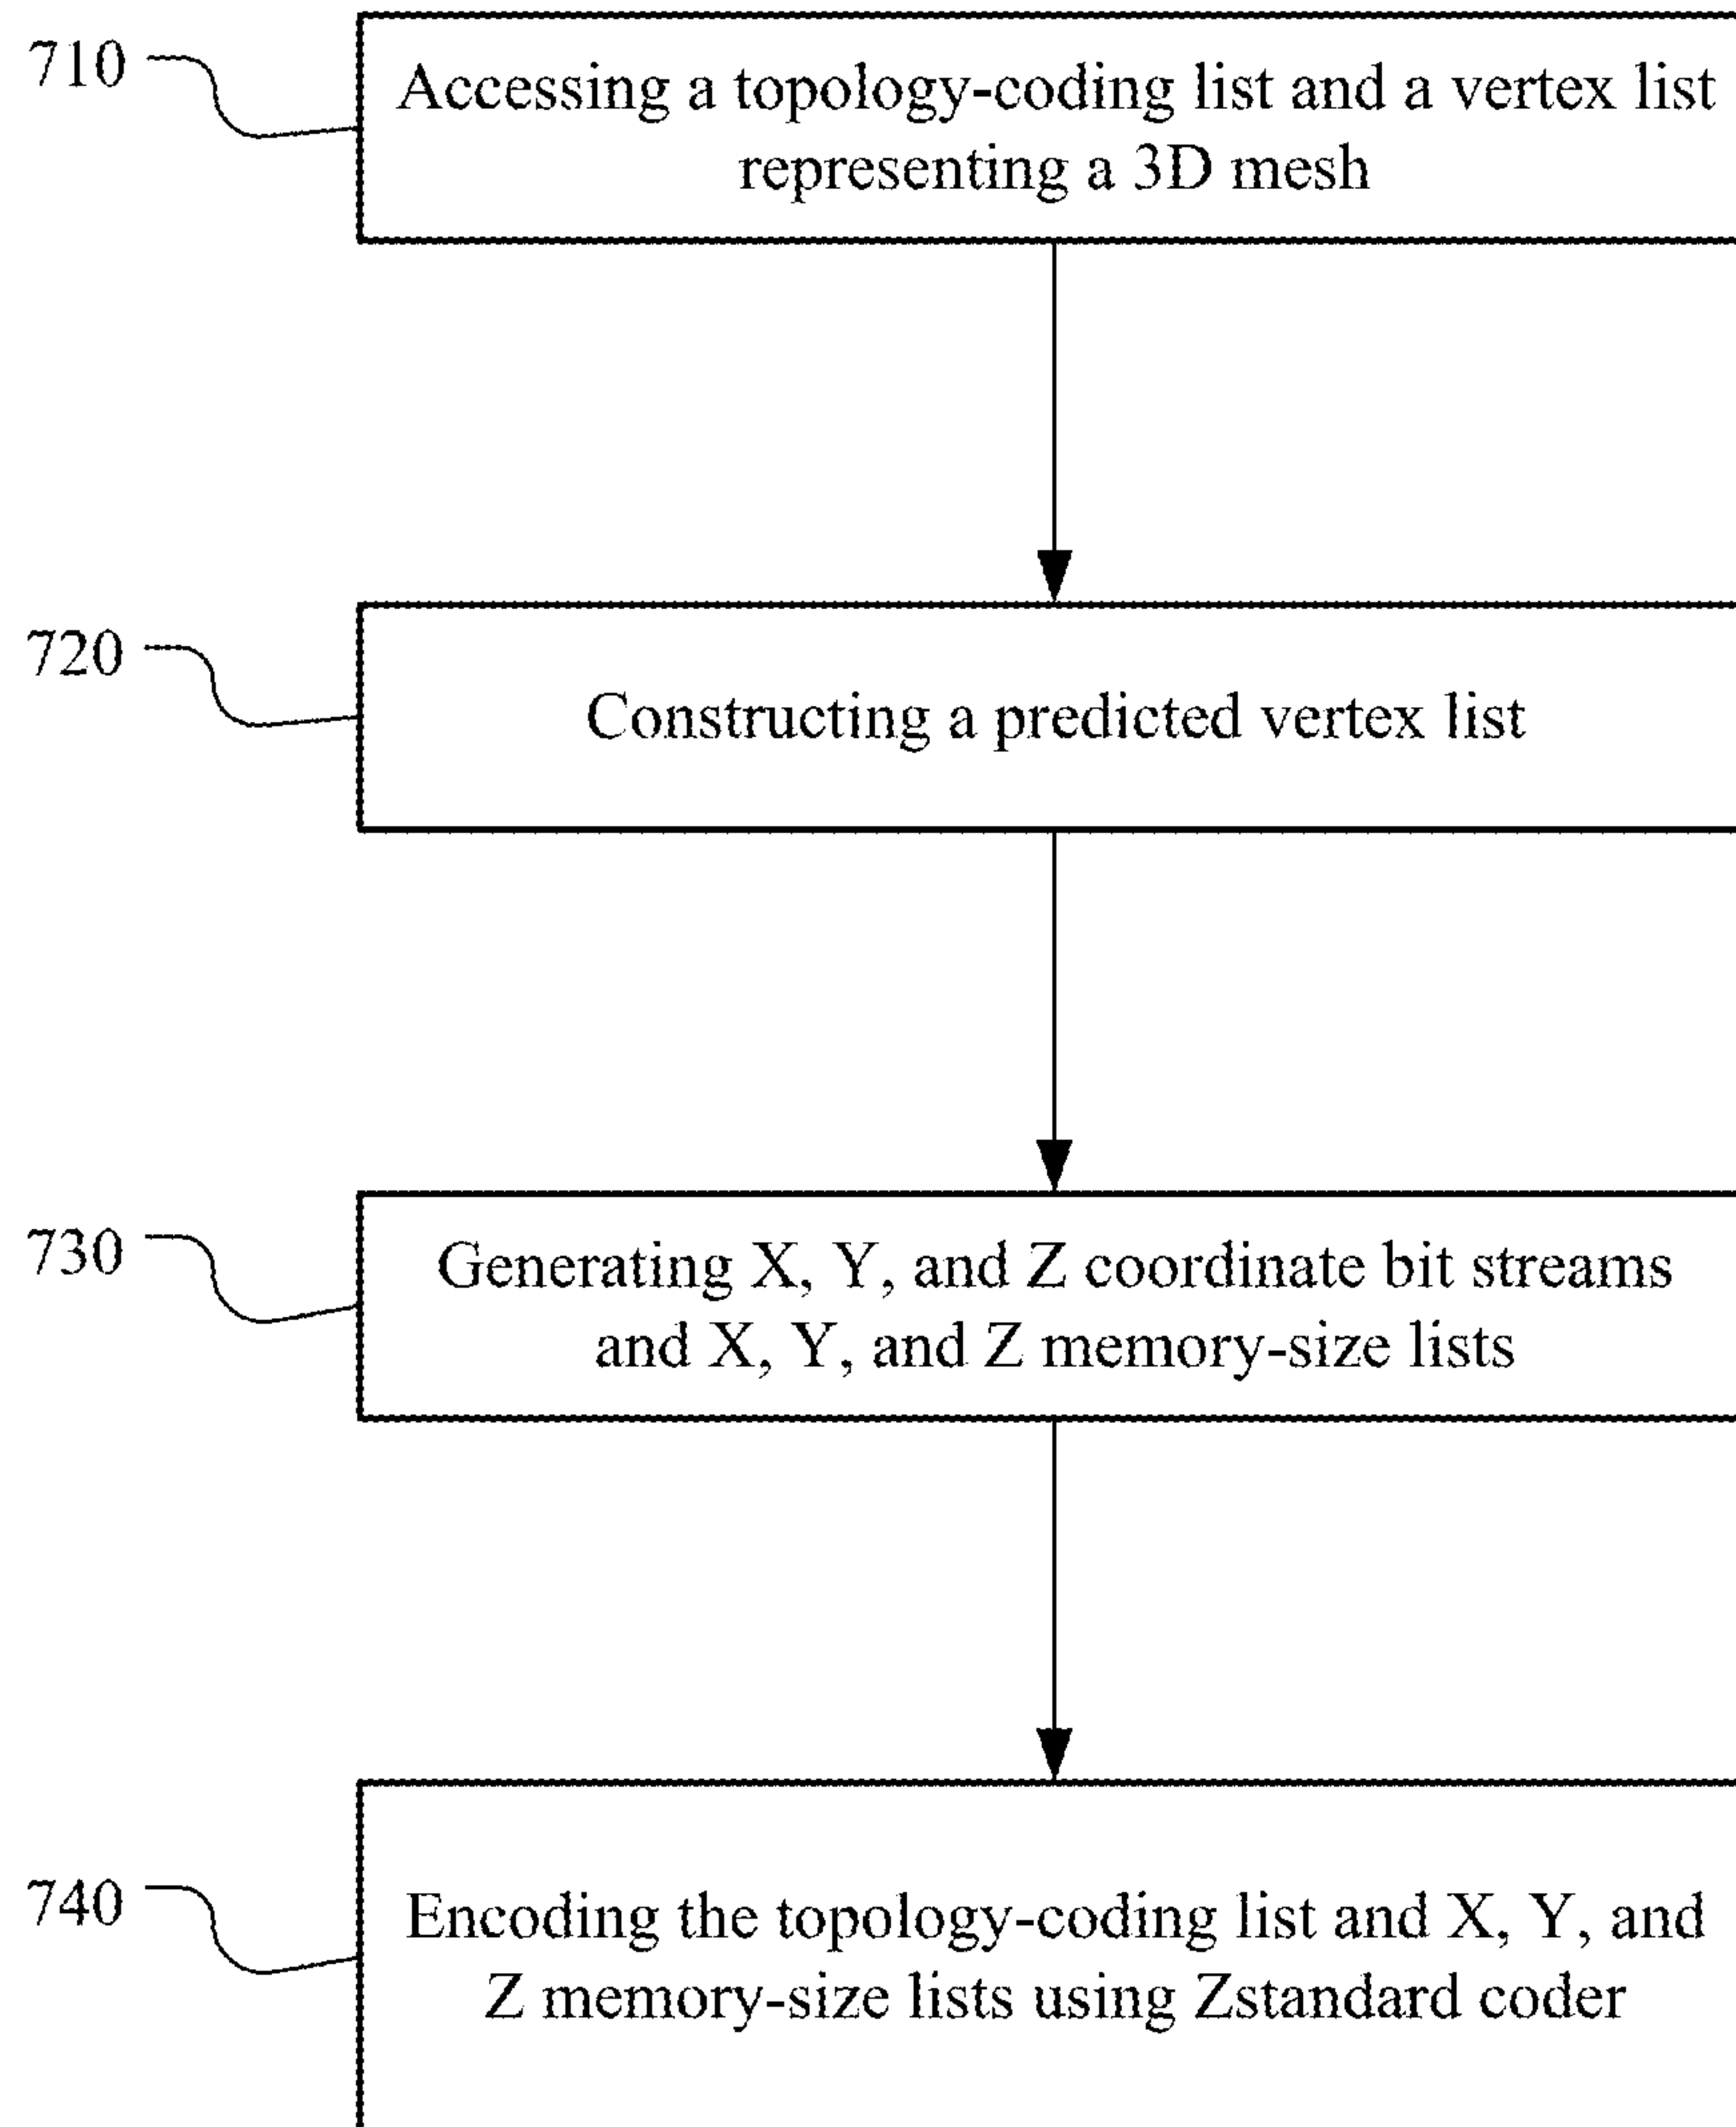 710
Accessing a topology-coding list and a vertex list
representing a 3D mesh
720
Constructing a predicted vertex list
730
Generating X, Y, and Z coordinate bit streams
and X, Y, and Z memory-size lists
740
Encoding the topology-coding list and X, Y, and
Z memory-size lists using Zstandard coder